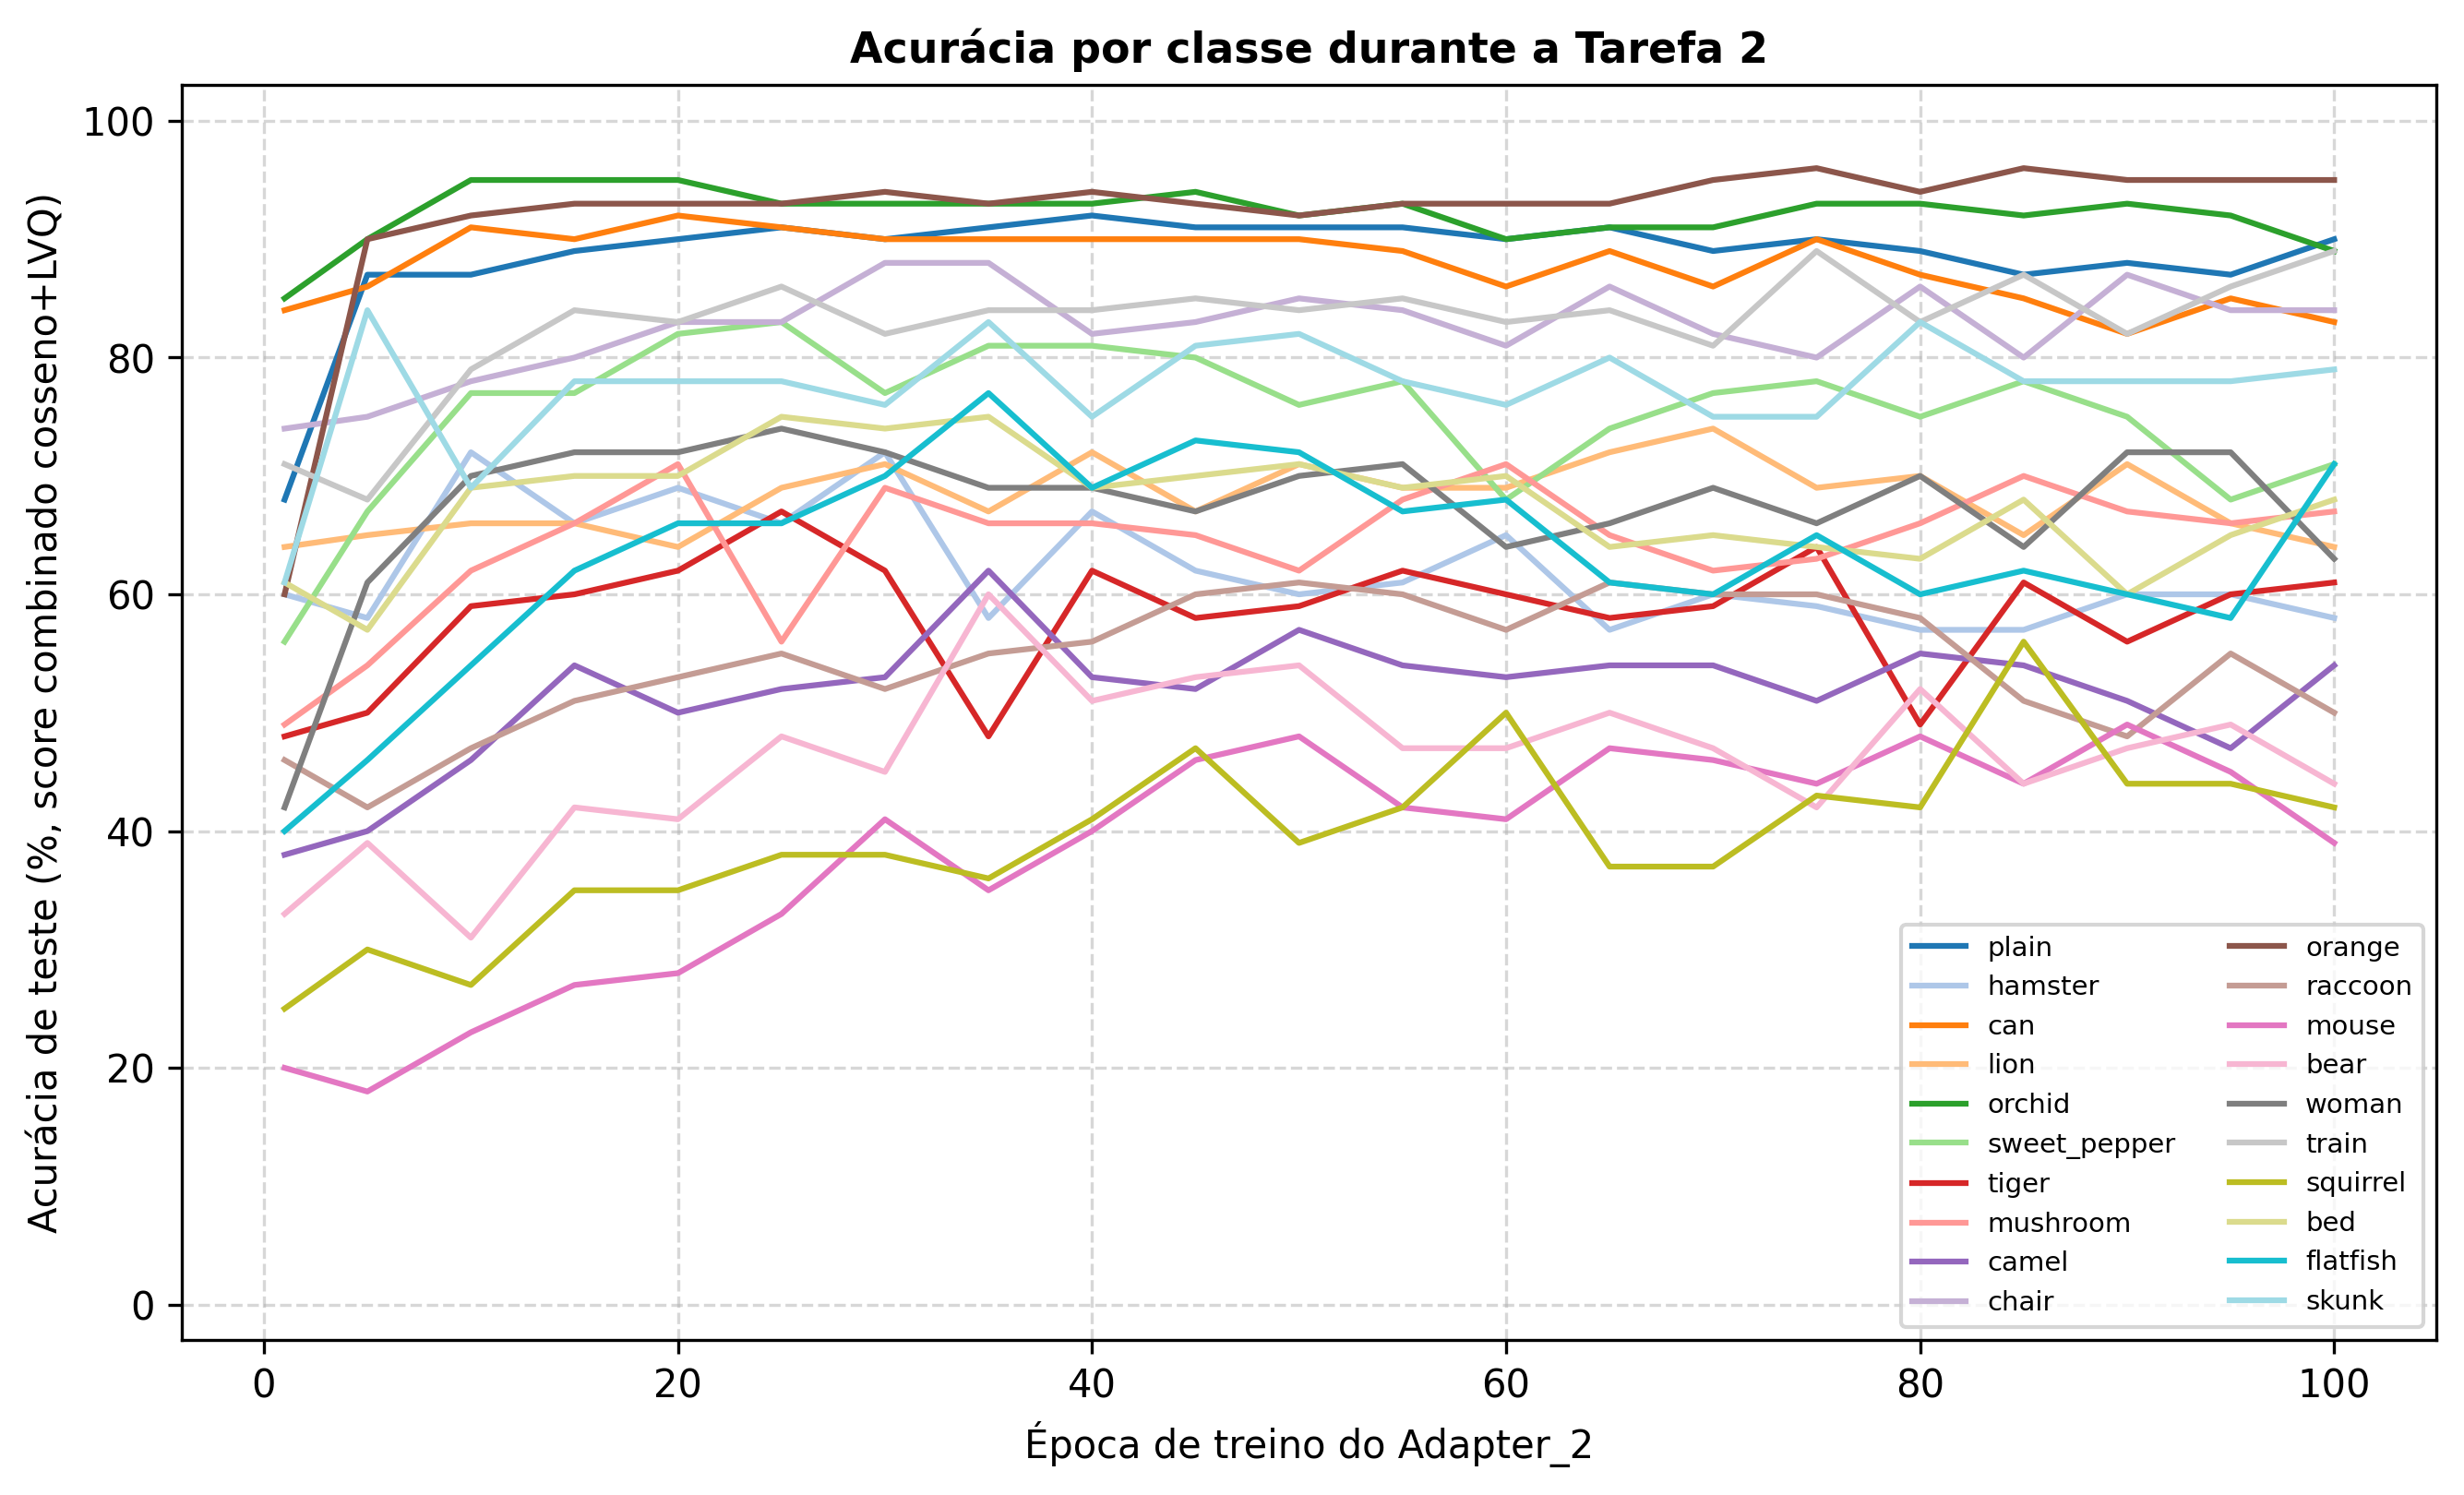 Acurácia por classe durante a Tarefa 2
Acurácia de teste (%, score combinado cosseno+LVQ)
100
80
60
40
20
0
0 20 40 60 80 100
Época de treino do Adapter_2
plain
hamster
can
lion
orchid
sweet_pepper
tiger
mushroom
camel
chair
orange
raccoon
mouse
bear
woman
train
squirrel
bed
flatfish
skunk